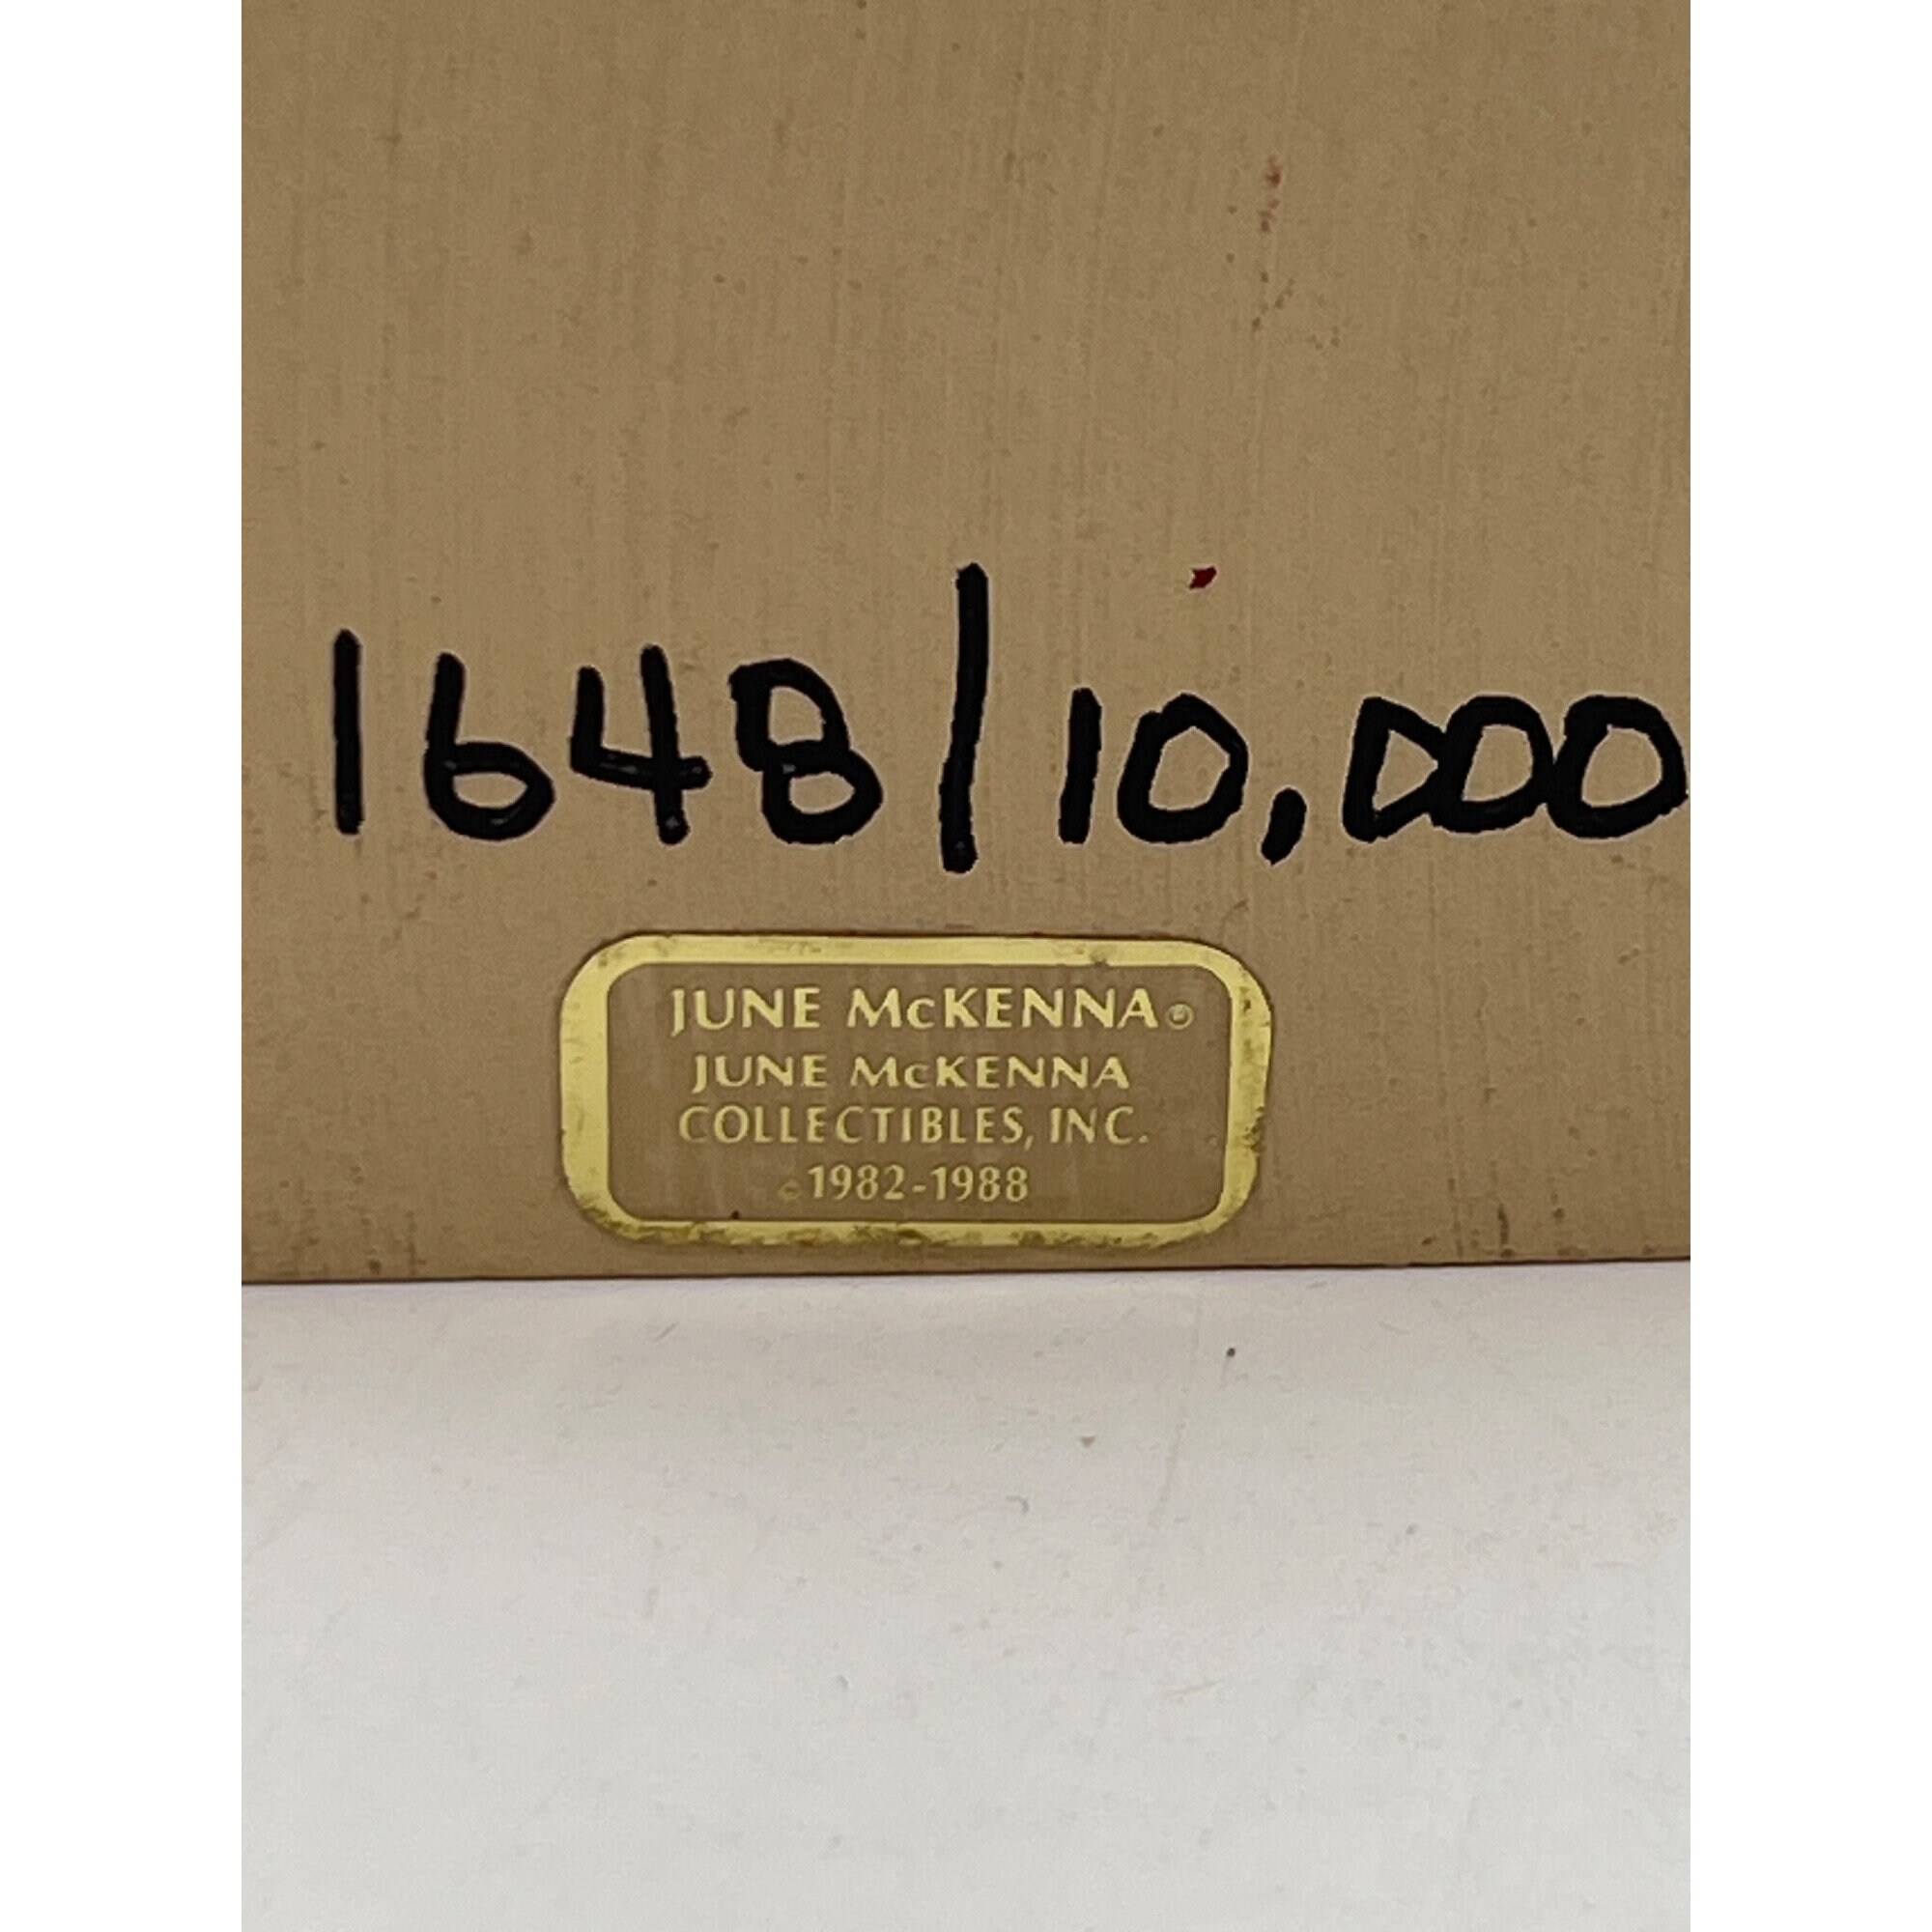 1648/10,000
JUNE McKENNA®
JUNE McKENNA
COLLECTIBLES, INC.
©1982-1988